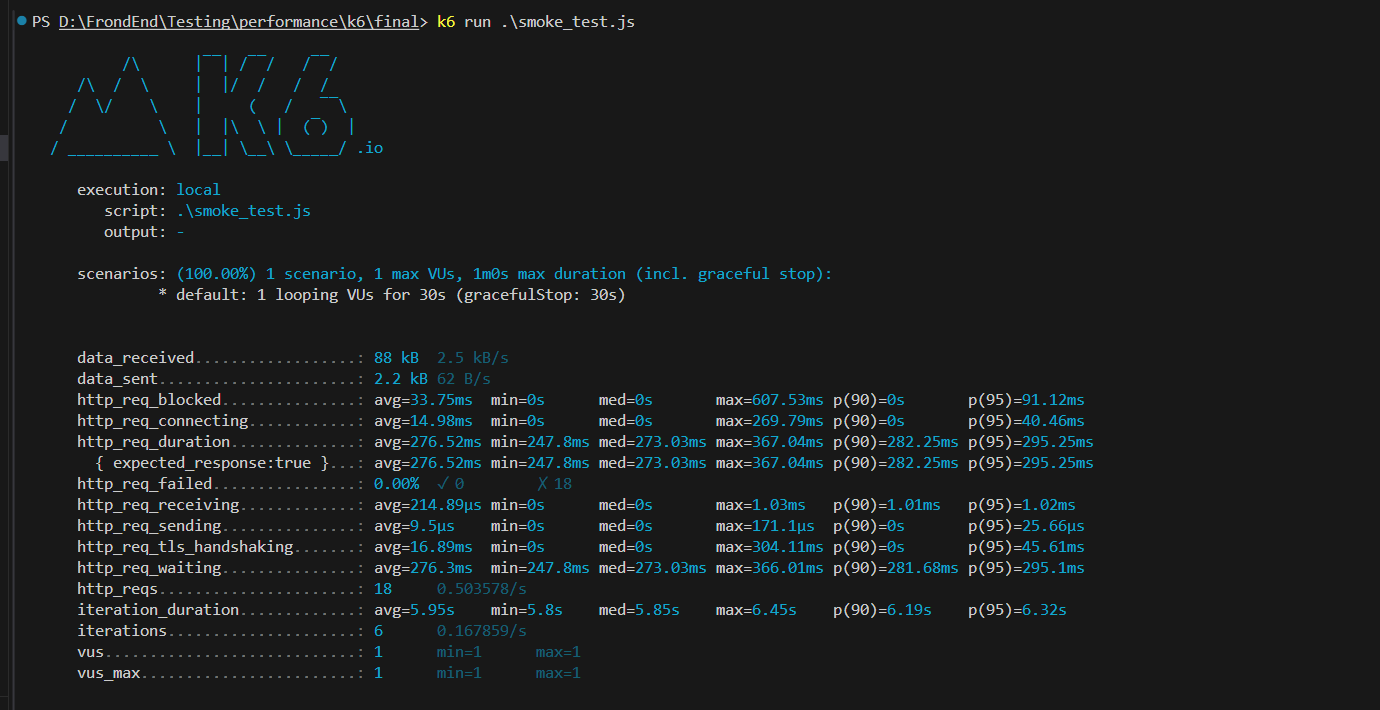 PS D:\FrondEnd\Testing\performance\k6\final> k6 run .\smoke_test.js
.io
execution: local
script: .\smoke_test.js
output: -
scenarios: (100.00%) 1 scenario, 1 max VUs, 1m0s max duration (incl. graceful stop):
* default: 1 looping VUs for 30s (gracefulStop: 30s)
data_received..................: 88 kB 2.5 kB/s
data_sent......................: 2.2 kB 62 B/s
http_req_blocked...............: avg=33.75ms min=0s med=0s max=607.53ms p(90)=0s p(95)=91.12ms
http_req_connecting............: avg=14.98ms min=0s med=0s max=269.79ms p(90)=0s p(95)=40.46ms
http_req_duration..............: avg=276.52ms min=247.8ms med=273.03ms max=367.04ms p(90)=282.25ms p(95)=295.25ms
{ expected_response:true }...: avg=276.52ms min=247.8ms med=273.03ms max=367.04ms p(90)=282.25ms p(95)=295.25ms
http_req_failed................: 0.00% ✓ 0 ✗ 18
http_req_receiving.............: avg=214.89µs min=0s med=0s max=1.03ms p(90)=1.01ms p(95)=1.02ms
http_req_sending...............: avg=9.5µs min=0s med=0s max=171.1µs p(90)=0s p(95)=25.66µs
http_req_tls_handshaking.......: avg=16.89ms min=0s med=0s max=304.11ms p(90)=0s p(95)=45.61ms
http_req_waiting...............: avg=276.3ms min=247.8ms med=273.03ms max=366.01ms p(90)=281.68ms p(95)=295.1ms
http_reqs......................: 18 0.503578/s
iteration_duration.............: avg=5.95s min=5.8s med=5.85s max=6.45s p(90)=6.19s p(95)=6.32s
iterations.....................: 6 0.167859/s
vus............................: 1 min=1 max=1
vus_max........................: 1 min=1 max=1